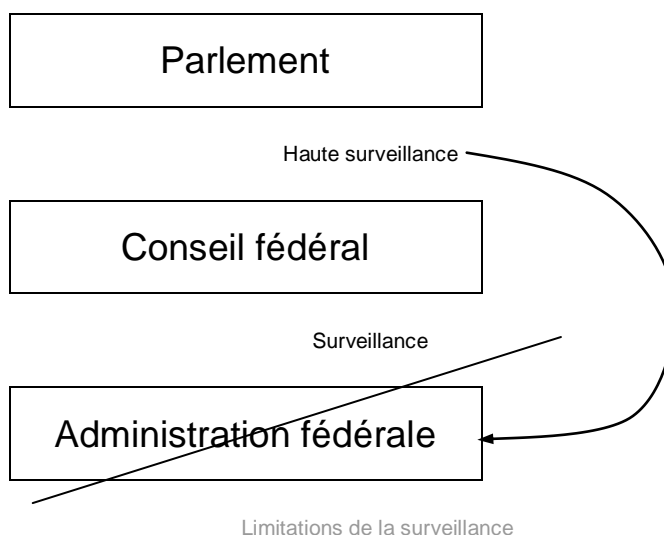 Parlement
Haute surveillance
Conseil fédéral
Surveillance
Administration fédérale
Limitations de la surveillance